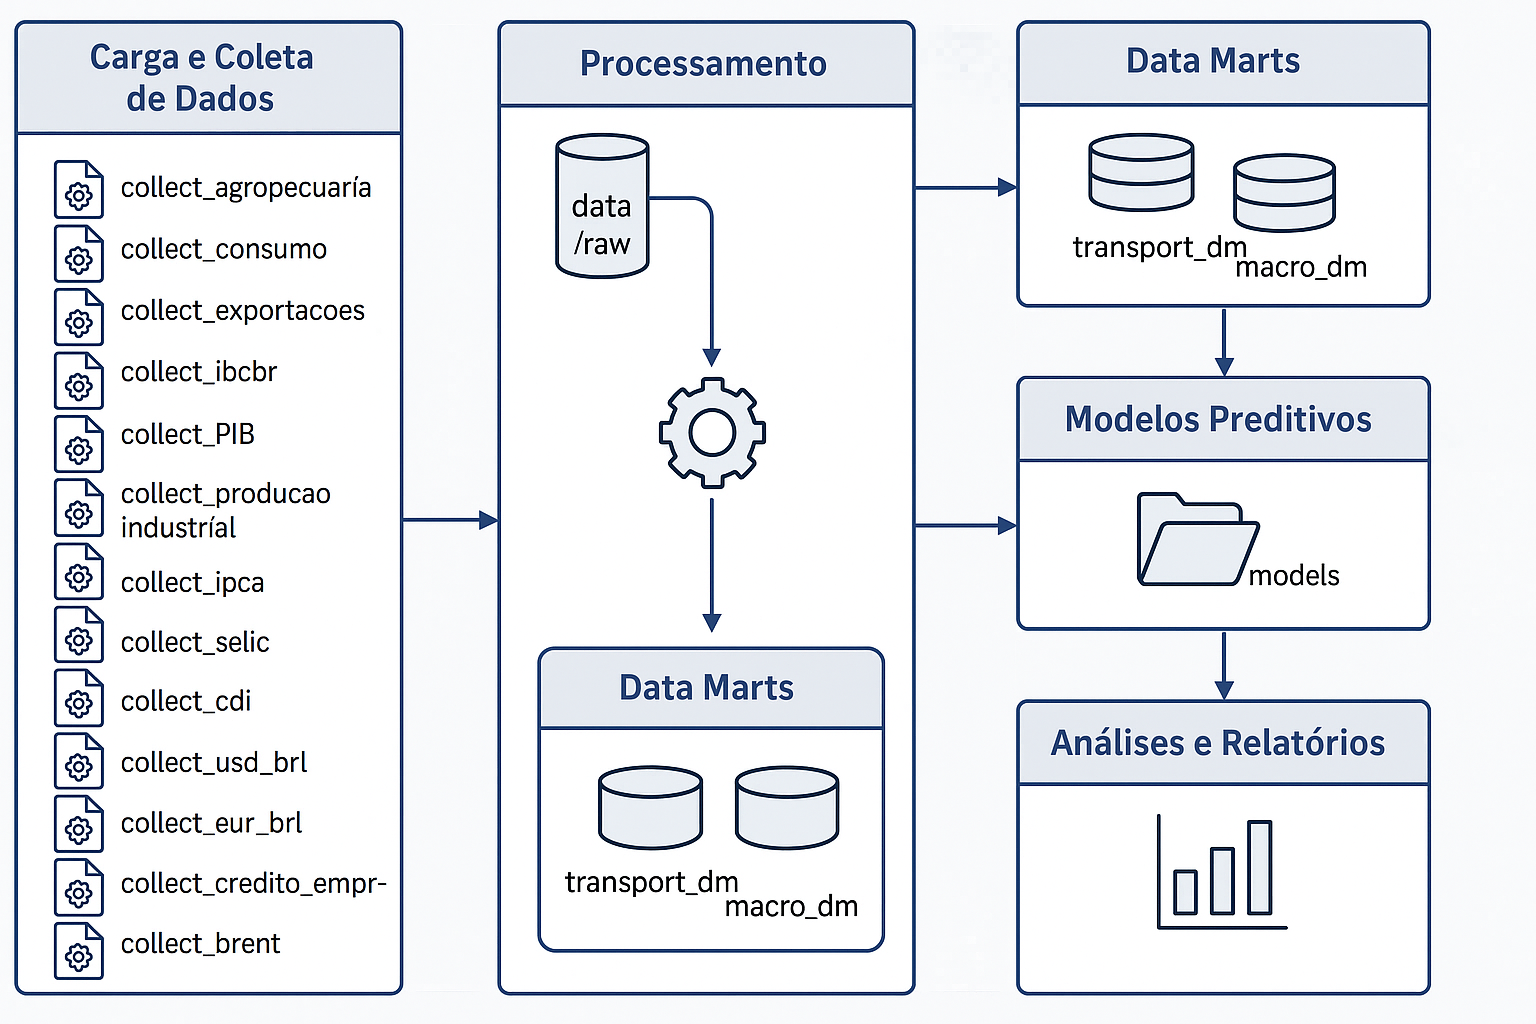 Carga e Coleta
de Dados
collect_agropecuaría
collect_consumo
collect_exportacoes
collect_ibcbr
collect_PIB
collect_producao
industríal
collect_ipca
collect_selic
collect_cdi
collect_usd_brl
collect_eur_brl
collect_credito_empr-
collect_brent
Processamento
data
/raw
Data Marts
transport_dm
macro_dm
Data Marts
transport_dm
macro_dm
Modelos Preditivos
models
Análises e Relatórios